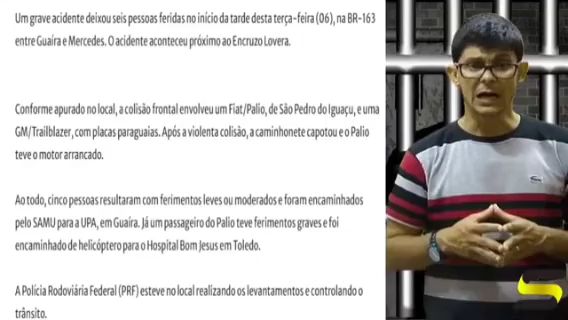 Um grave acidente deixou seis pessoas feridas no início da tarde desta terça-feira (06), na BR-163
entre Guaíra e Mercedes. O acidente aconteceu próximo ao Encruzo Lovera.
Conforme apurado no local, a colisão frontal envolveu um Fiat/Palio, de São Pedro do Iguaçu, e uma
GM/Trailblazer, com placas paraguaias. Após a violenta colisão, a caminhonete capotou e o Palio
teve o motor arrancado.
Ao todo, cinco pessoas resultaram com ferimentos leves ou moderados e foram encaminhados
pelo SAMU para a UPA, em Guaíra. Já um passageiro do Palio teve ferimentos graves e foi
encaminhado de helicóptero para o Hospital Bom Jesus em Toledo.
A Polícia Rodoviária Federal (PRF) esteve no local realizando os levantamentos e controlando o
trânsito.